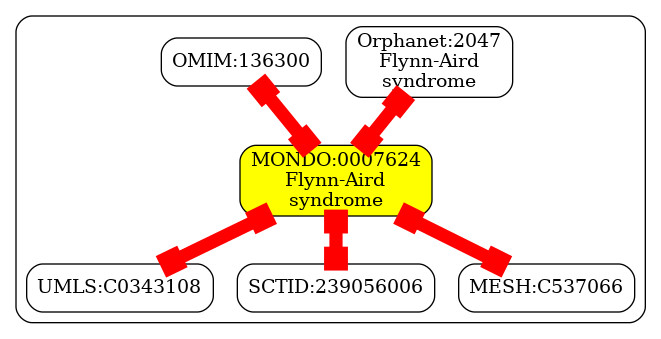 OMIM:136300
Orphanet:2047
Flynn-Aird
syndrome
MONDO:0007624
Flynn-Aird
syndrome
UMLS:C0343108
SCTID:239056006
MESH:C537066